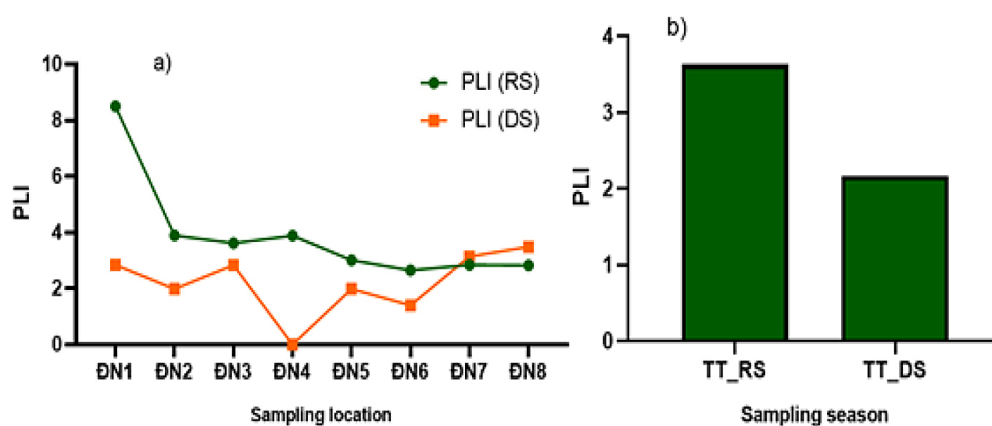 a)
10
8
6
4
2
0
PLI
PLI (RS)
PLI (DS)
ĐN1 ĐN2 ĐN3 ĐN4 ĐN5 ĐN6 ĐN7 ĐN8
Sampling location
b)
4
3
2
1
0
PLI
TT_RS TT_DS
Sampling season